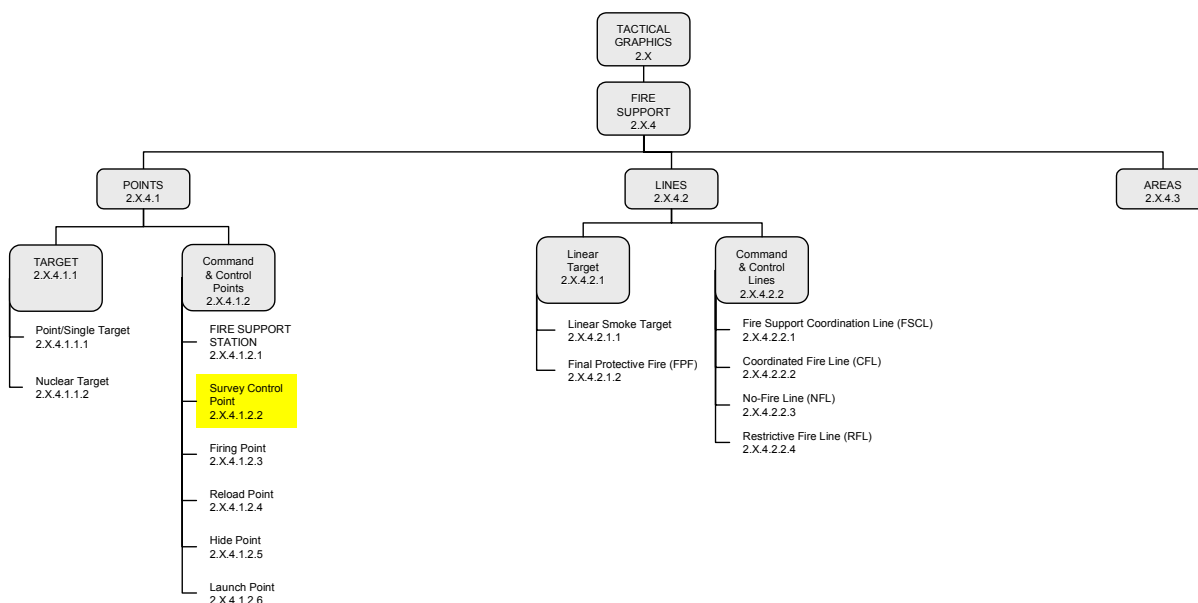 TACTICAL
GRAPHICS
2.X
FIRE
SUPPORT
2.X.4
POINTS
2.X.4.1
LINES
2.X.4.2
AREAS
2.X.4.3
TARGET
2.X.4.1.1
Command
& Control
Points
2.X.4.1.2
Linear
Target
2.X.4.2.1
Command
& Control
Lines
2.X.4.2.2
Point/Single Target
2.X.4.1.1.1
Nuclear Target
2.X.4.1.1.2
FIRE SUPPORT
STATION
2.X.4.1.2.1
Survey Control
Point
2.X.4.1.2.2
Firing Point
2.X.4.1.2.3
Reload Point
2.X.4.1.2.4
Hide Point
2.X.4.1.2.5
Launch Point
2.X.4.1.2.6
Linear Smoke Target
2.X.4.2.1.1
Final Protective Fire (FPF)
2.X.4.2.1.2
Fire Support Coordination Line (FSCL)
2.X.4.2.2.1
Coordinated Fire Line (CFL)
2.X.4.2.2.2
No-Fire Line (NFL)
2.X.4.2.2.3
Restrictive Fire Line (RFL)
2.X.4.2.2.4